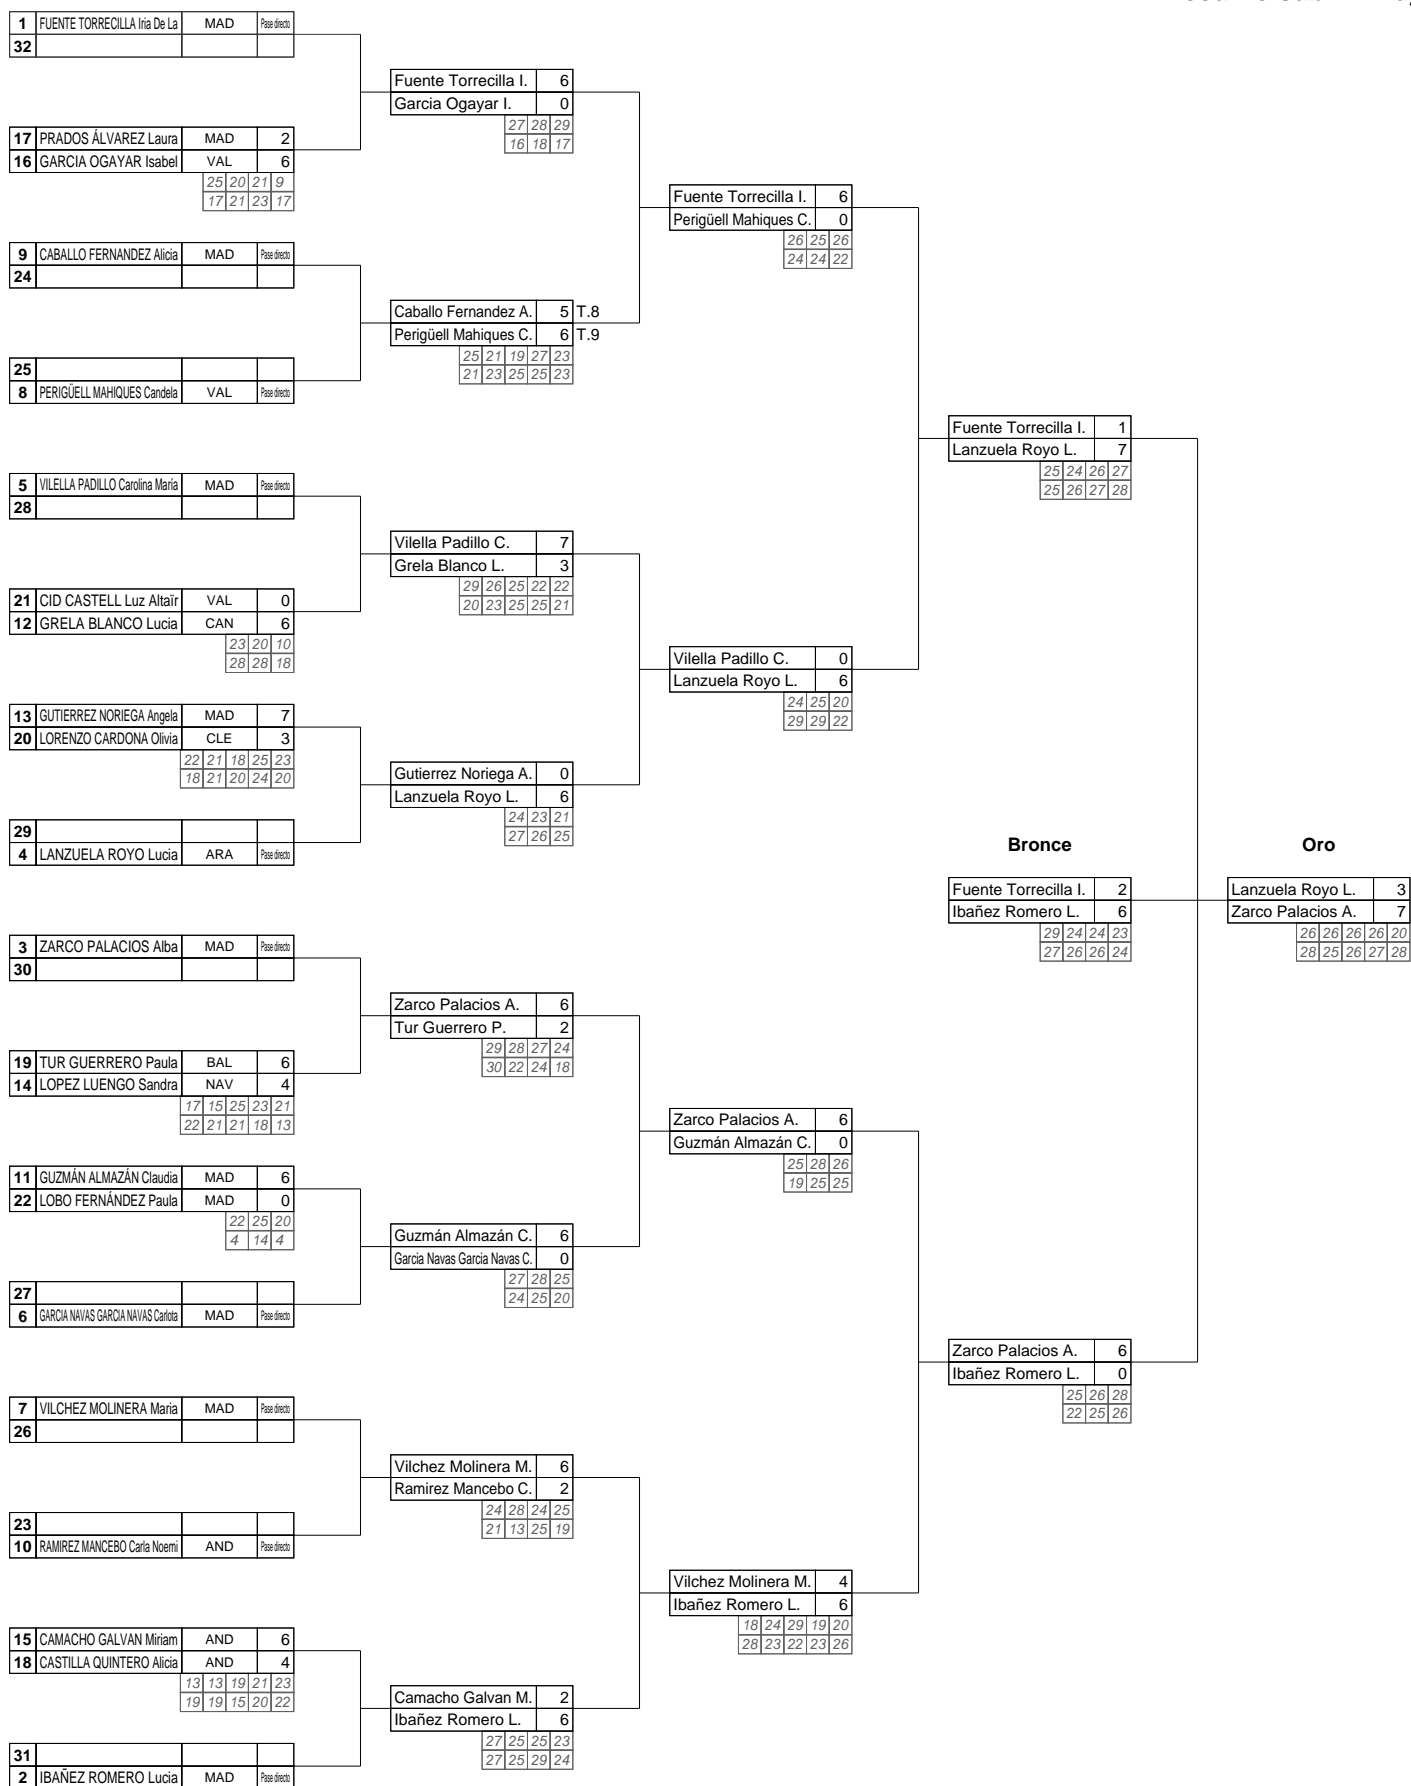 1 FUENTE TORRECILLA Iria De La MAD Pase directo
32
Fuente Torrecilla I. 6
Garcia Ogayar I. 0
27 28 29
16 18 17
17 PRADOS ÁLVAREZ Laura MAD 2
16 GARCIA OGAYAR Isabel VAL 6
25 20 21 9
17 21 23 17
Fuente Torrecilla I. 6
Perigüell Mahiques C. 0
26 25 26
24 24 22
9 CABALLO FERNANDEZ Alicia MAD Pase directo
24
Caballo Fernandez A. 5 T.8
Perigüell Mahiques C. 6 T.9
25 21 19 27 23
21 23 25 25 23
25
8 PERIGÜELL MAHIQUES Candela VAL Pase directo
Fuente Torrecilla I. 1
Lanzuela Royo L. 7
25 24 26 27
25 26 27 28
5 VILELLA PADILLO Carolina María MAD Pase directo
28
Vilella Padillo C. 7
Grela Blanco L. 3
29 26 25 22 22
20 23 25 25 21
21 CID CASTELL Luz Altaïr VAL 0
12 GRELA BLANCO Lucia CAN 6
23 20 10
28 28 18
Vilella Padillo C. 0
Lanzuela Royo L. 6
24 25 20
29 29 22
13 GUTIERREZ NORIEGA Angela MAD 7
20 LORENZO CARDONA Olivia CLE 3
22 21 18 25 23
18 21 20 24 20
Gutierrez Noriega A. 0
Lanzuela Royo L. 6
24 23 21
27 26 25
29
4 LANZUELA ROYO Lucia ARA Pase directo
Bronce Oro
Fuente Torrecilla I. 2
Ibañez Romero L. 6
29 24 24 23
27 26 26 24
Lanzuela Royo L. 3
Zarco Palacios A. 7
26 26 26 26 20
28 25 26 27 28
3 ZARCO PALACIOS Alba MAD Pase directo
30
Zarco Palacios A. 6
Tur Guerrero P. 2
29 28 27 24
30 22 24 18
19 TUR GUERRERO Paula BAL 6
14 LOPEZ LUENGO Sandra NAV 4
17 15 25 23 21
22 21 21 18 13
Zarco Palacios A. 6
Guzmán Almazán C. 0
25 28 26
19 25 25
11 GUZMÁN ALMAZÁN Claudia MAD 6
22 LOBO FERNÁNDEZ Paula MAD 0
22 25 20
4 14 4
Guzmán Almazán C. 6
Garcia Navas Garcia Navas C. 0
27 28 25
24 25 20
27
6 GARCIA NAVAS GARCIA NAVAS Carlota MAD Pase directo
Zarco Palacios A. 6
Ibañez Romero L. 0
25 26 28
22 25 26
7 VILCHEZ MOLINERA Maria MAD Pase directo
26
Vilchez Molinera M. 6
Ramirez Mancebo C. 2
24 28 24 25
21 13 25 19
23
10 RAMIREZ MANCEBO Carla Noemi AND Pase directo
Vilchez Molinera M. 4
Ibañez Romero L. 6
18 24 29 19 20
28 23 22 23 26
15 CAMACHO GALVAN Miriam AND 6
18 CASTILLA QUINTERO Alicia AND 4
13 13 19 21 23
19 19 15 20 22
Camacho Galvan M. 2
Ibañez Romero L. 6
27 25 25 23
27 25 29 24
31
2 IBAÑEZ ROMERO Lucia MAD Pase directo